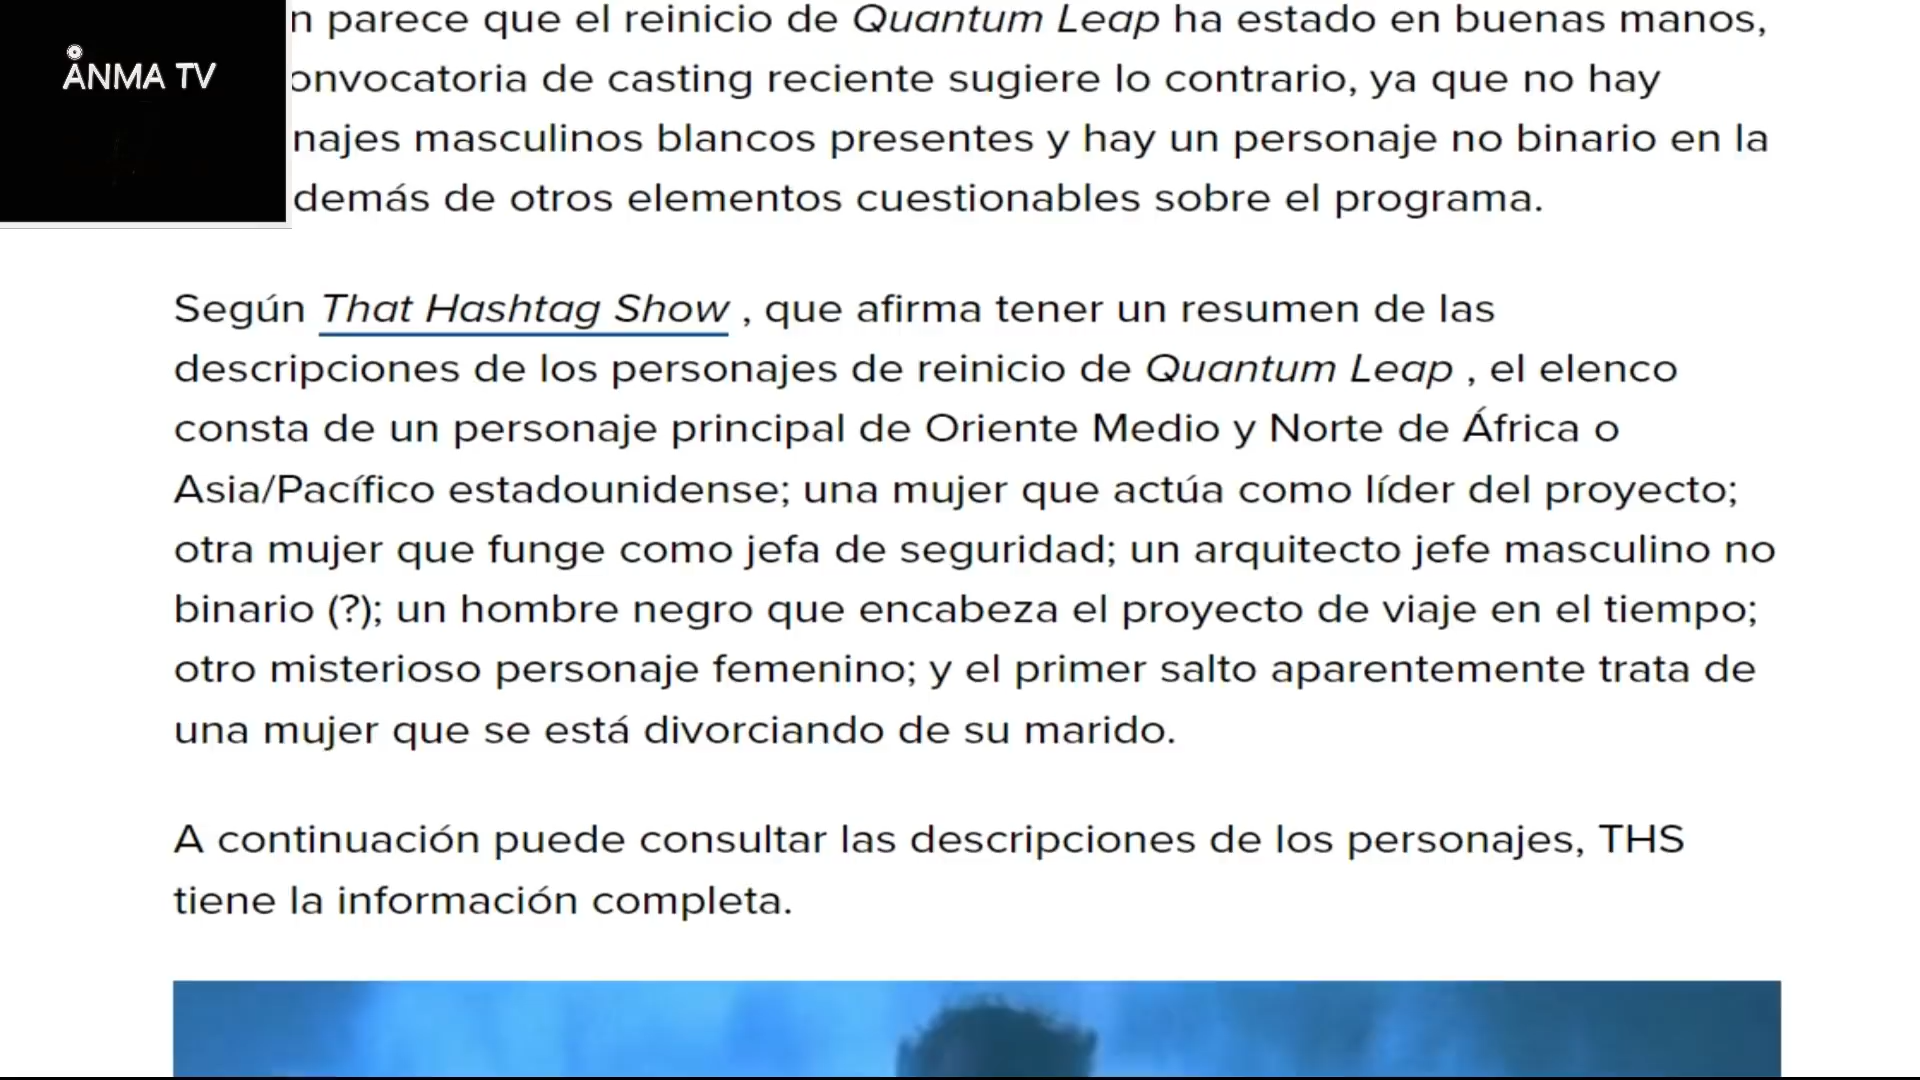 ANMA TV
n parece que el reinicio de Quantum Leap ha estado en buenas manos,
onvocatoria de casting reciente sugiere lo contrario, ya que no hay
najes masculinos blancos presentes y hay un personaje no binario en la
demás de otros elementos cuestionables sobre el programa.
Según That Hashtag Show , que afirma tener un resumen de las
descripciones de los personajes de reinicio de Quantum Leap , el elenco
consta de un personaje principal de Oriente Medio y Norte de África o
Asia/Pacífico estadounidense; una mujer que actúa como líder del proyecto;
otra mujer que funge como jefa de seguridad; un arquitecto jefe masculino no
binario (?); un hombre negro que encabeza el proyecto de viaje en el tiempo;
otro misterioso personaje femenino; y el primer salto aparentemente trata de
una mujer que se está divorciando de su marido.
A continuación puede consultar las descripciones de los personajes, THS
tiene la información completa.